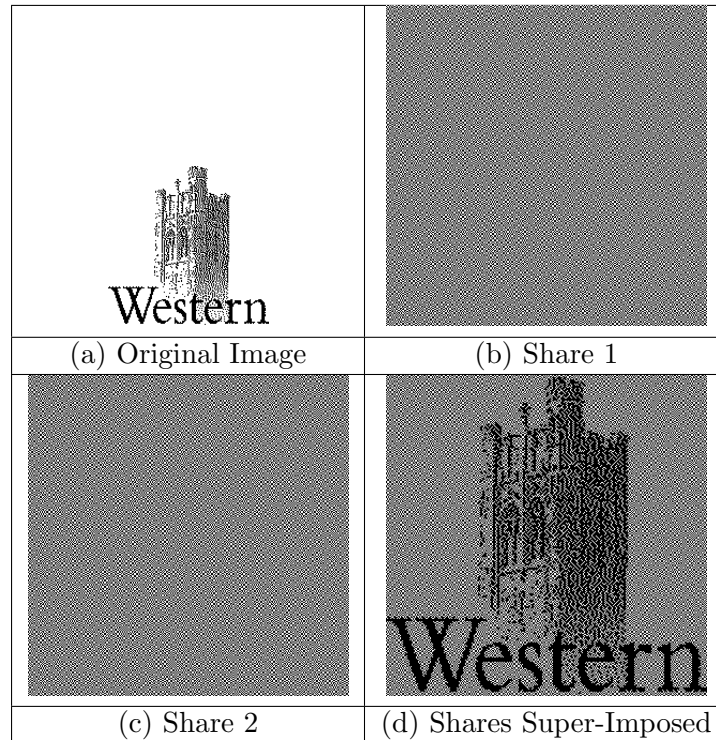 Western
(a) Original Image
(b) Share 1
Western
(c) Share 2
(d) Shares Super-Imposed